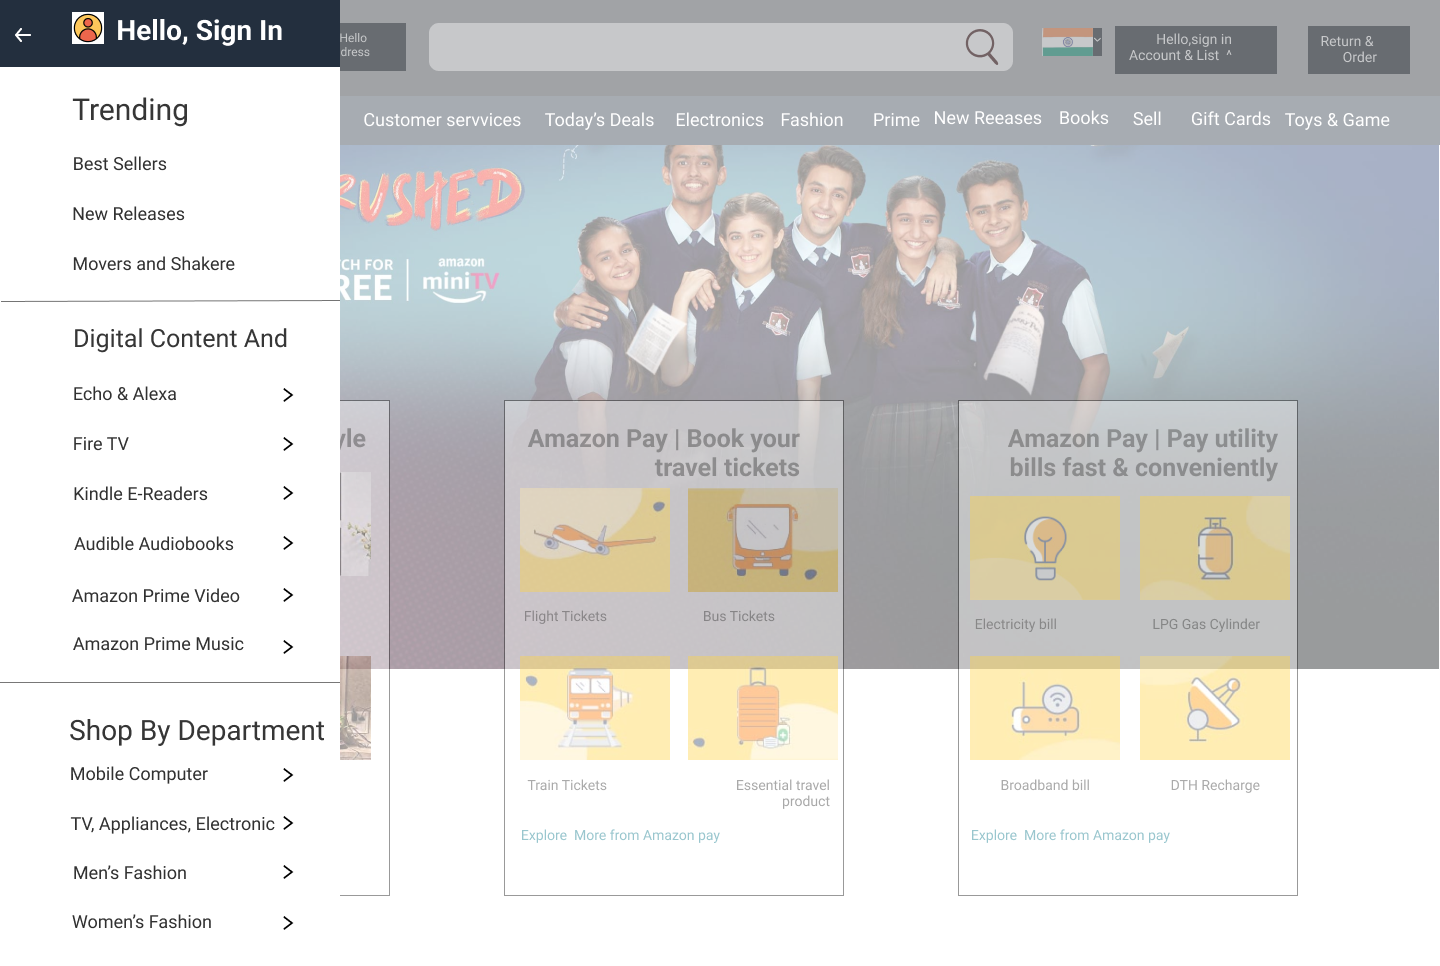 Hello, Sign In
Trending
Best Sellers
New Releases
Movers and Shakere
Digital Content And
Echo & Alexa
Fire TV
Kindle E-Readers
Audible Audiobooks
Amazon Prime Video
Amazon Prime Music
Shop By Department
Mobile Computer
TV, Appliances, Electronic
Men’s Fashion
Women’s Fashion
Hello
dress
Hello,sign in
Account & List ^
Return &
Order
Customer servvices
Today’s Deals
Electronics
Fashion
Prime
New Reeases
Books
Sell
Gift Cards
Toys & Game
RUSHED
TCH FOR
REE
amazon
miniTV
yle
Amazon Pay | Book your
travel tickets
Flight Tickets
Bus Tickets
Train Tickets
Essential travel
product
Explore More from Amazon pay
Amazon Pay | Pay utility
bills fast & conveniently
Electricity bill
LPG Gas Cylinder
Broadband bill
DTH Recharge
Explore More from Amazon pay